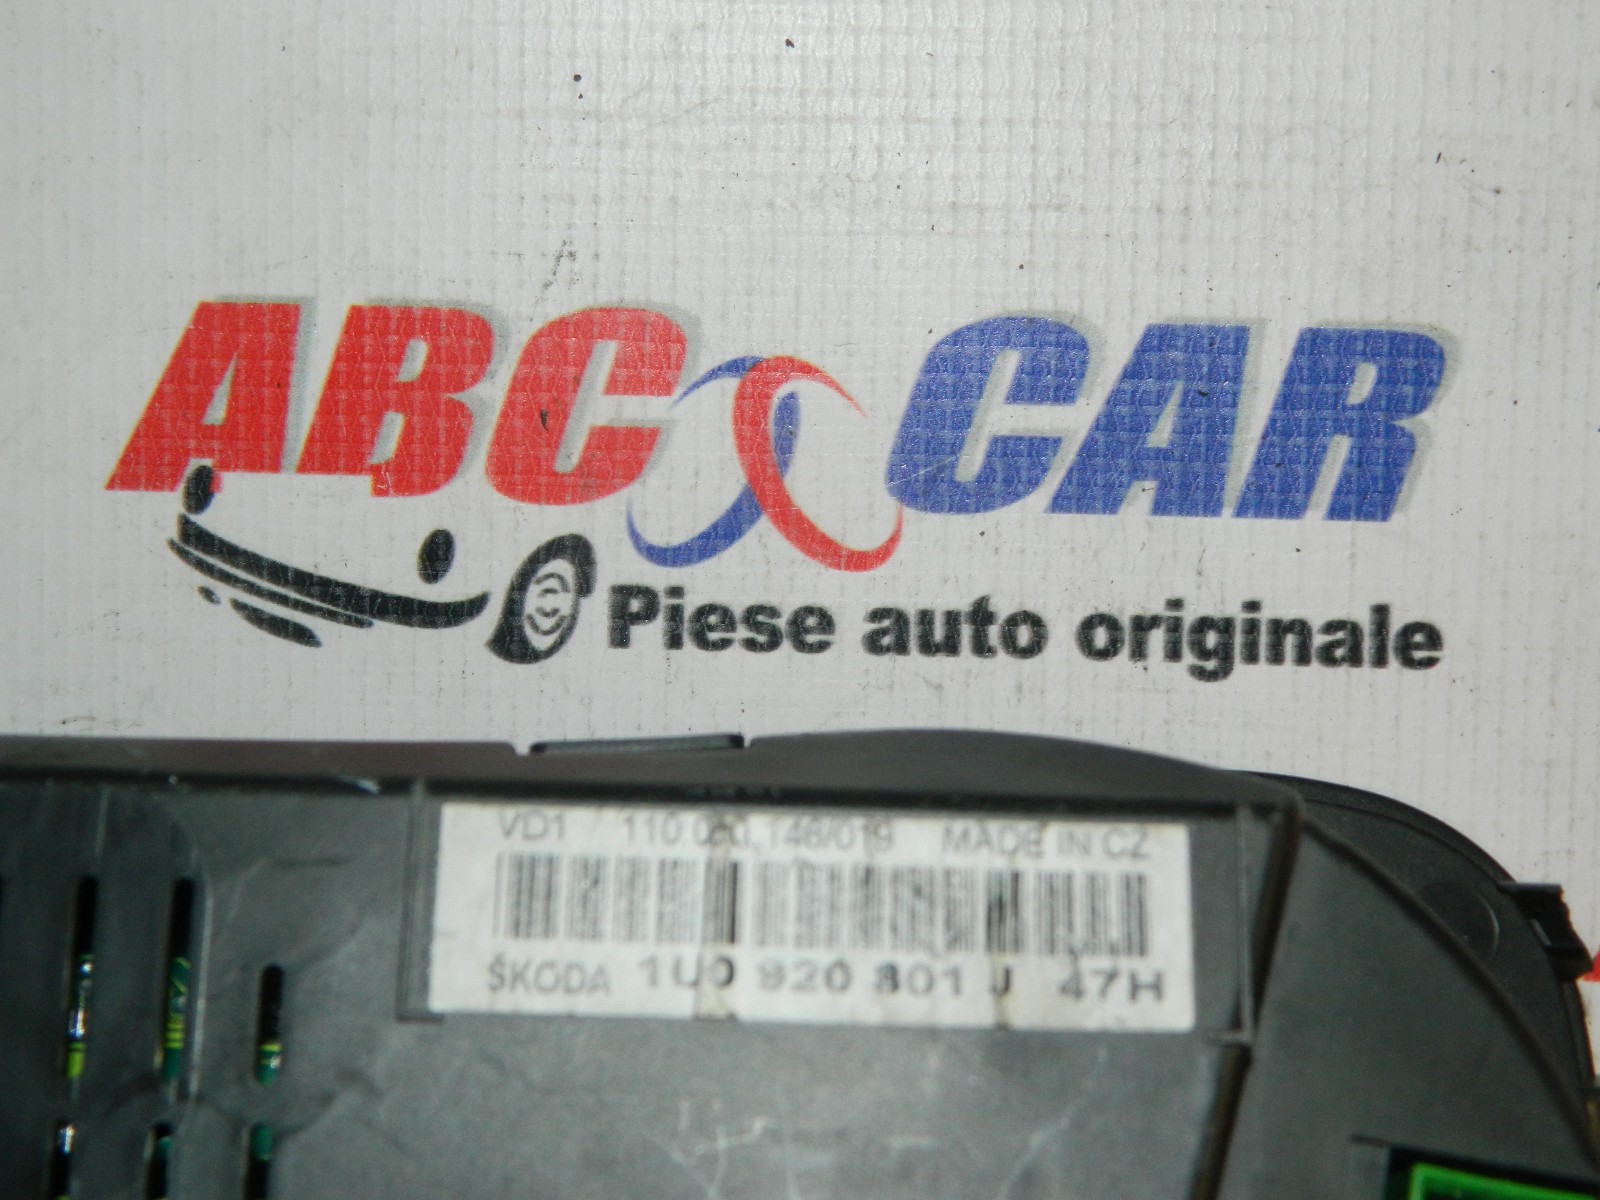 ABC CAR
Piese auto originale
VD1 MADE IN CZ
ŠKODA 1U0 920 801 J 47H